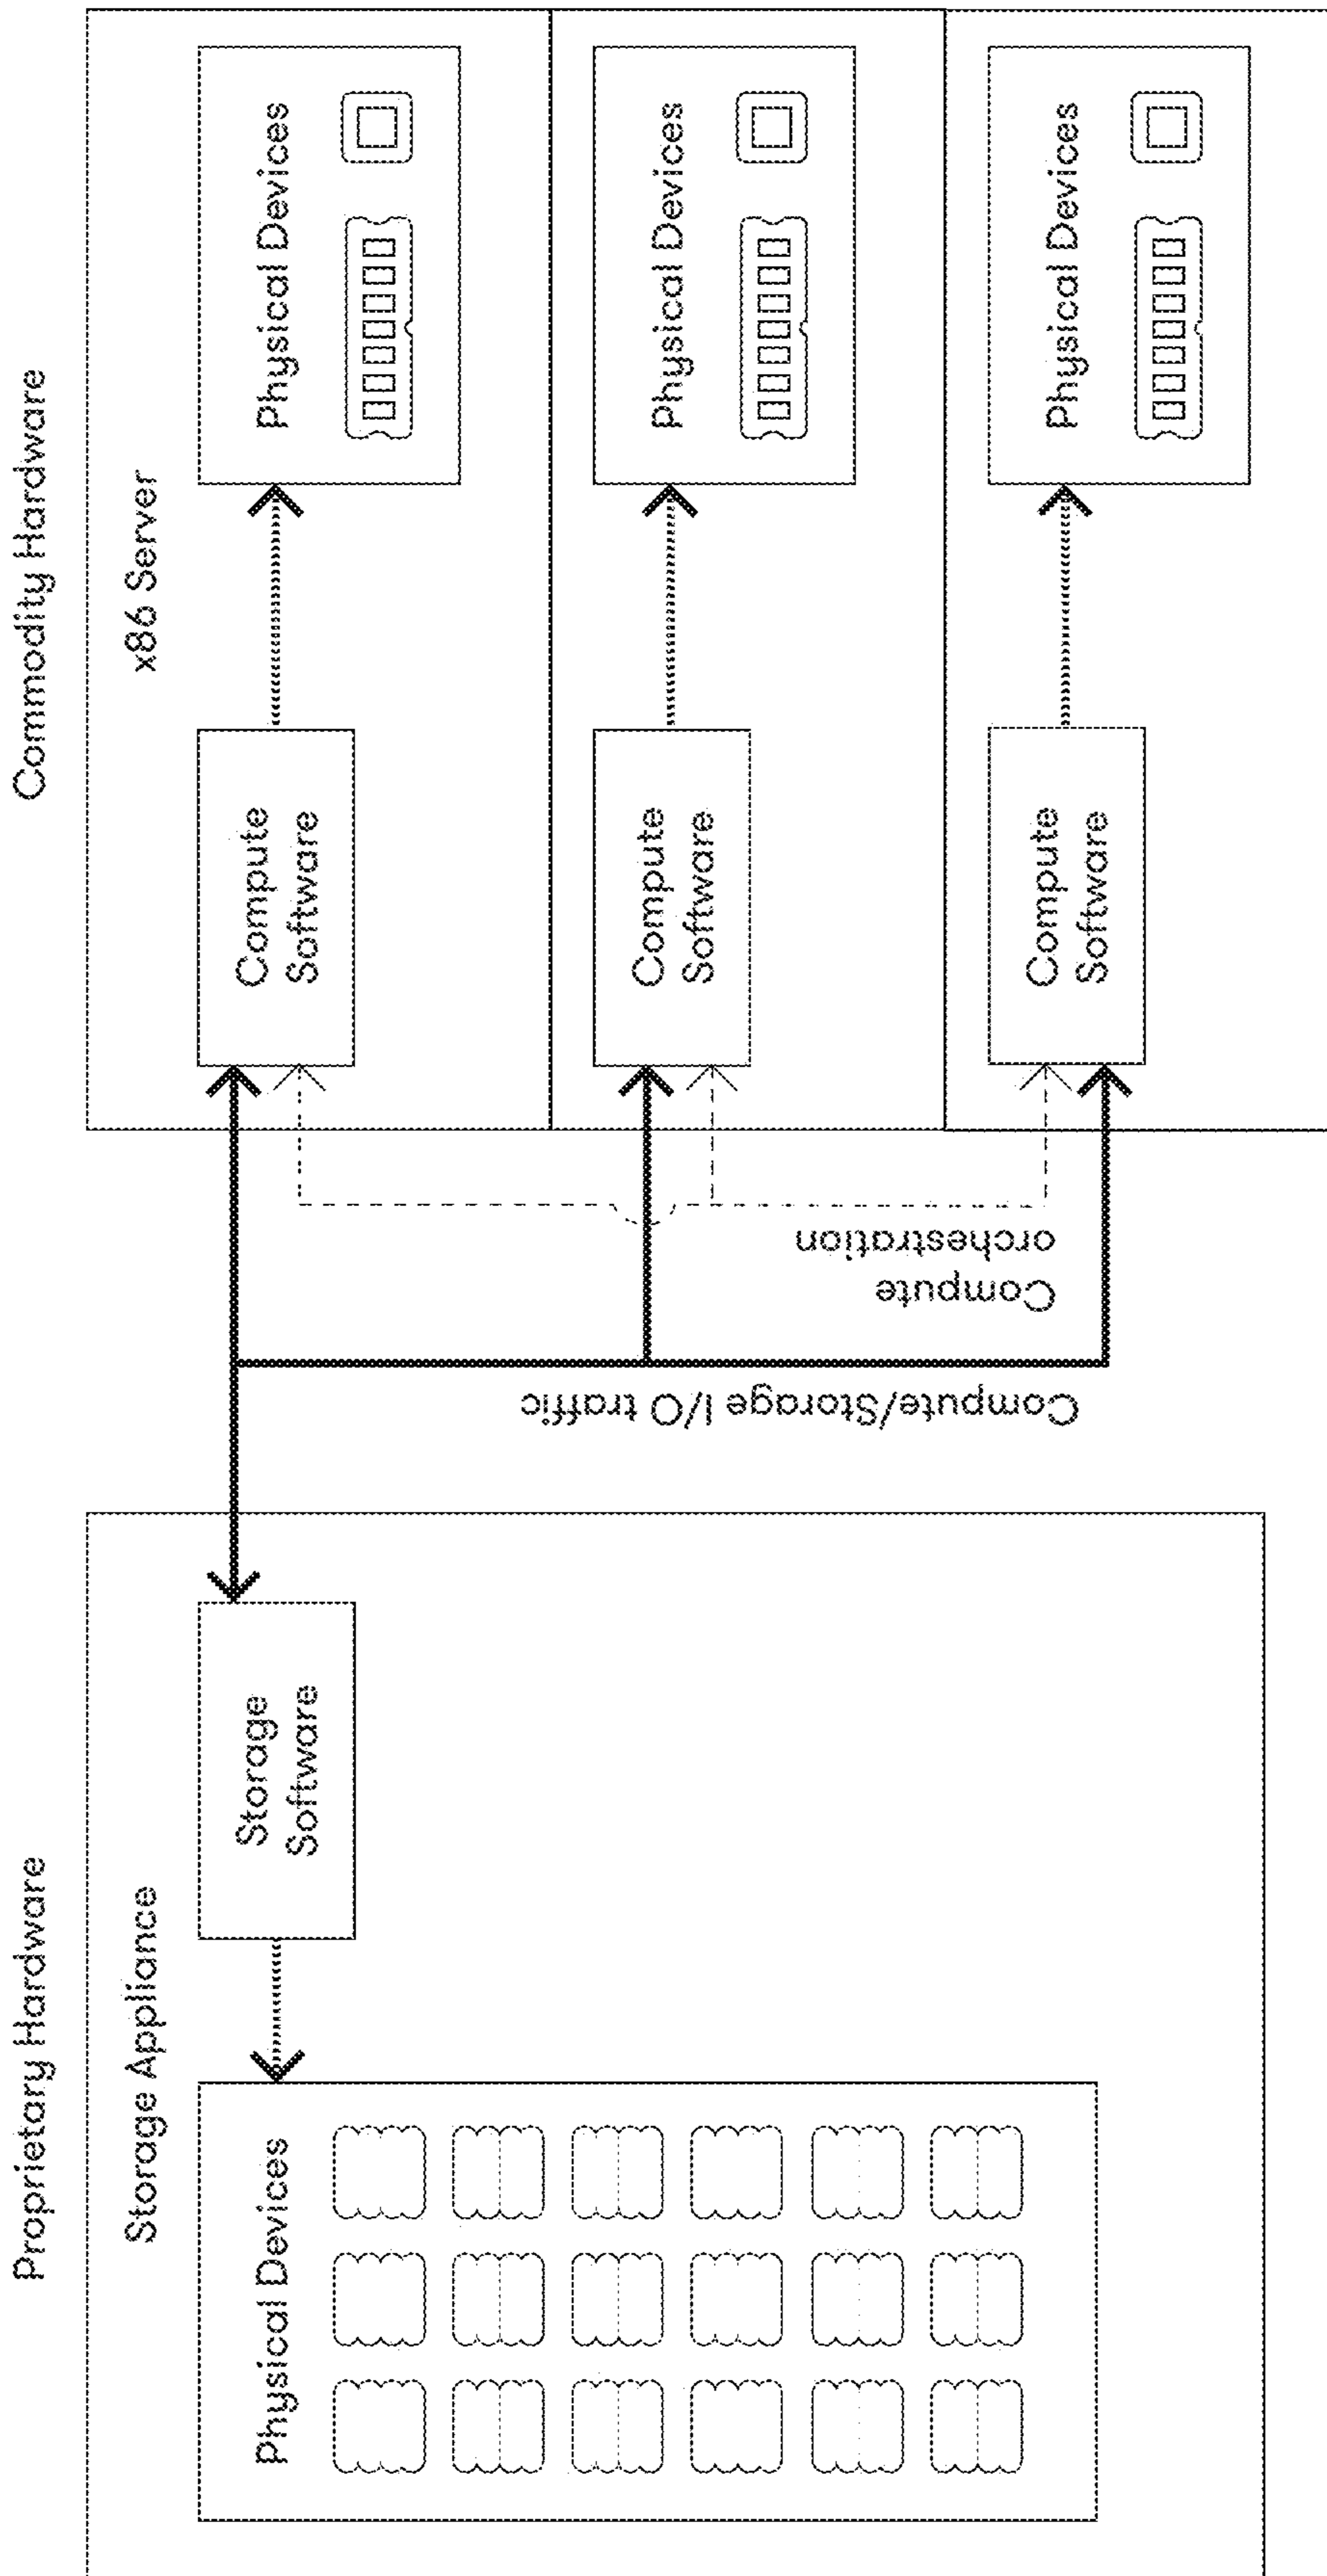 Proprietary Hardware
Storage Appliance
Physical Devices
Storage
Software
Compute/Storage I/O traffic
Compute
orchestration
Commodity Hardware
x86 Server
Compute
Software
Physical Devices
Compute
Software
Physical Devices
Compute
Software
Physical Devices